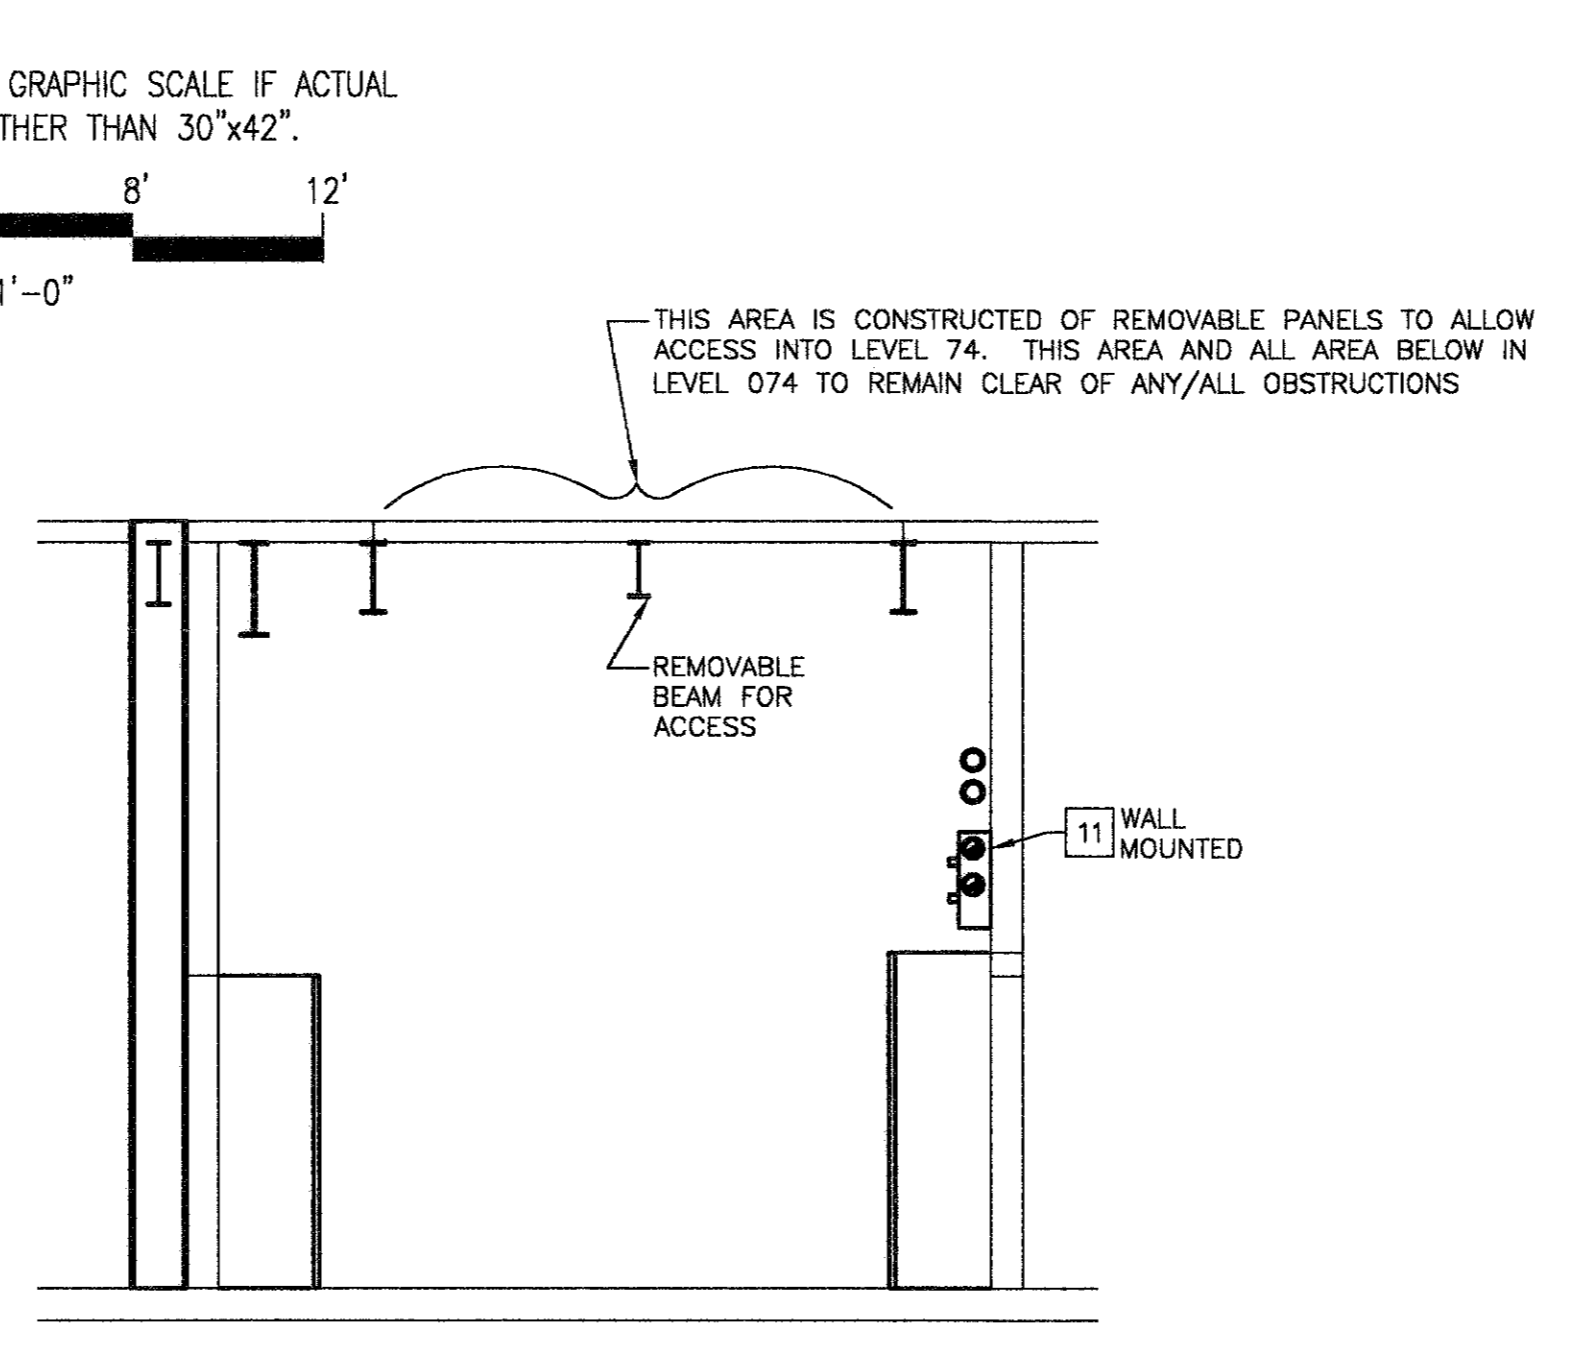 GRAPHIC SCALE IF ACTUAL
THER THAN 30"x42".
8' 12'
1'-0"
THIS AREA IS CONSTRUCTED OF REMOVABLE PANELS TO ALLOW
ACCESS INTO LEVEL 74. THIS AREA AND ALL AREA BELOW IN
LEVEL 074 TO REMAIN CLEAR OF ANY/ALL OBSTRUCTIONS
REMOVABLE
BEAM FOR
ACCESS
11 WALL
MOUNTED